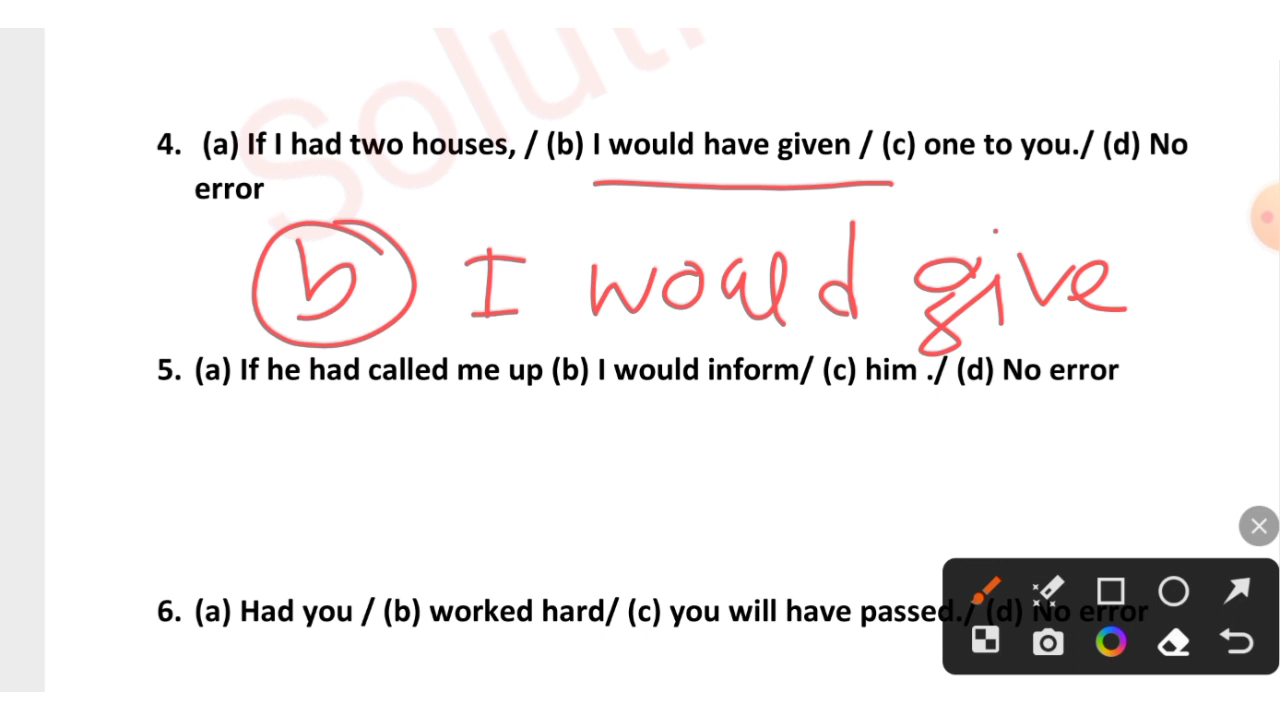 Soluti
4. (a) If I had two houses, / (b) I would have given / (c) one to you./ (d) No
error
b I would give
5. (a) If he had called me up (b) I would inform/ (c) him ./ (d) No error
6. (a) Had you / (b) worked hard/ (c) you will have passed./ (d) No error